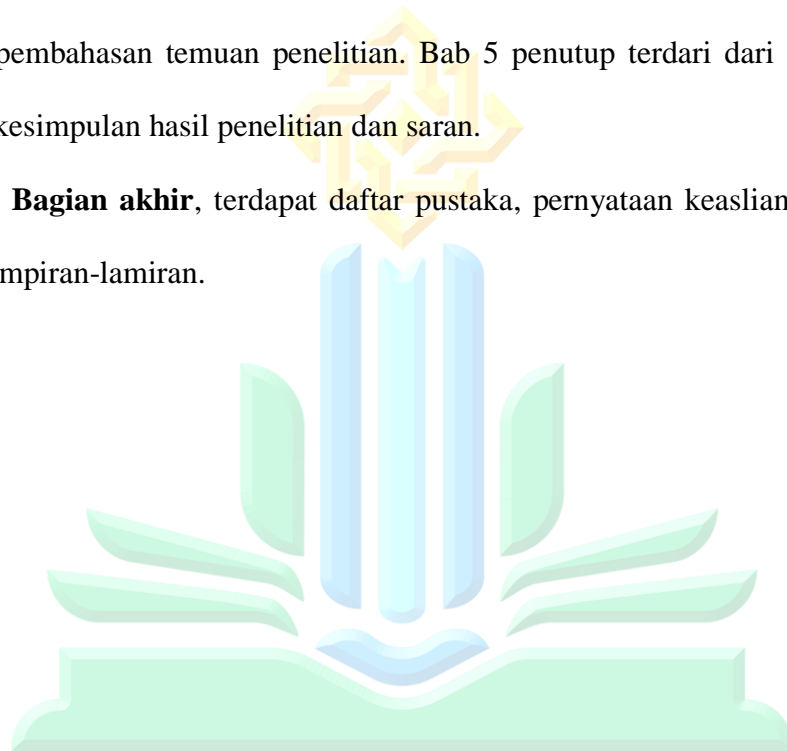 pembahasan temuan penelitian. Bab 5 penutup terdari dari
kesimpulan hasil penelitian dan saran.
Bagian akhir, terdapat daftar pustaka, pernyataan keaslian
mpiran-lamiran.